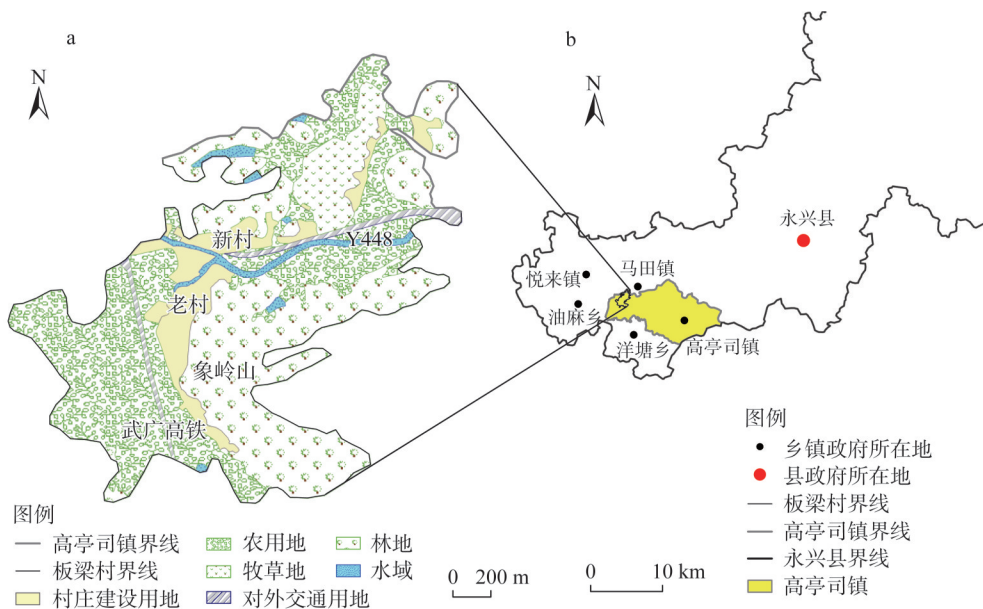 a
N
新村
Y448
老村
象岭山
武广高铁
图例
高亭司镇界线
板梁村界线
村庄建设用地
农用地
牧草地
对外交通用地
林地
水域
0 200 m
b
N
永兴县
悦来镇
马田镇
油麻乡
洋塘乡
高亭司镇
图例
乡镇政府所在地
县政府所在地
板梁村界线
高亭司镇界线
永兴县界线
高亭司镇
0 10 km